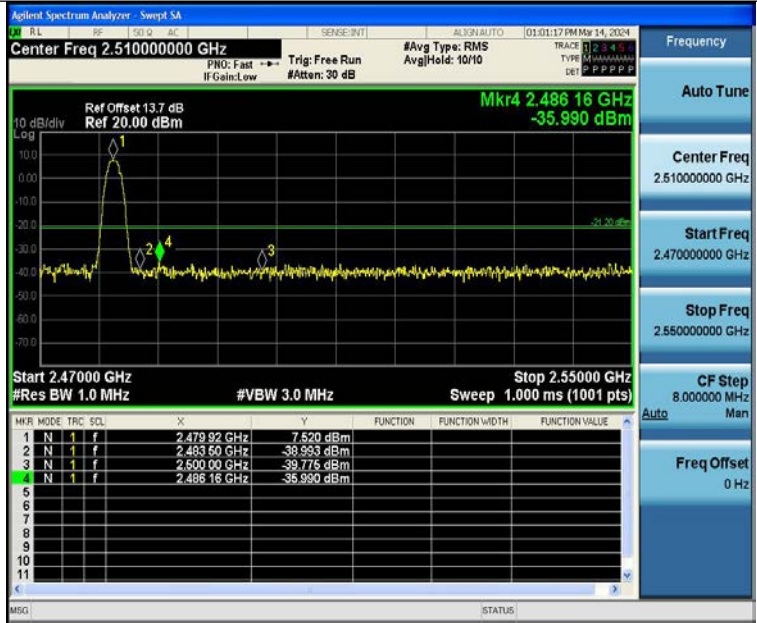 Agilent Spectrum Analyzer - Swept SA
RL RF 50 Ω AC SENSE:INT ALIGNAUTO 01:01:17 PM Mar 14, 2024
Center Freq 2.510000000 GHz #Avg Type: RMS TRACE 1 2 3 4 5 6
PNO: Fast Trig: Free Run Avg|Hold: 10/10 TYPE M WWWWW
IFGain:Low #Atten: 30 dB DET P P P P P P
Mkr4 2.486 16 GHz
Ref Offset 13.7 dB
10 dB/div Ref 20.00 dBm -35.990 dBm
Log
10.0
0.00
-10.0
-20.0
-21.20 dBm
-30.0
-40.0
-50.0
-60.0
-70.0
1
2
4
3
Start 2.47000 GHz Stop 2.55000 GHz
#Res BW 1.0 MHz #VBW 3.0 MHz Sweep 1.000 ms (1001 pts)
MKR MODE TRC SCL X Y FUNCTION FUNCTION WIDTH FUNCTION VALUE
1 N 1 f 2.479 92 GHz 7.520 dBm
2 N 1 f 2.483 50 GHz -38.993 dBm
3 N 1 f 2.500 00 GHz -39.775 dBm
4 N 1 f 2.486 16 GHz -35.990 dBm
5
6
7
8
9
10
11
MSG STATUS
Frequency
Auto Tune
Center Freq
2.510000000 GHz
Start Freq
2.470000000 GHz
Stop Freq
2.550000000 GHz
CF Step
8.000000 MHz
Auto Man
Freq Offset
0 Hz